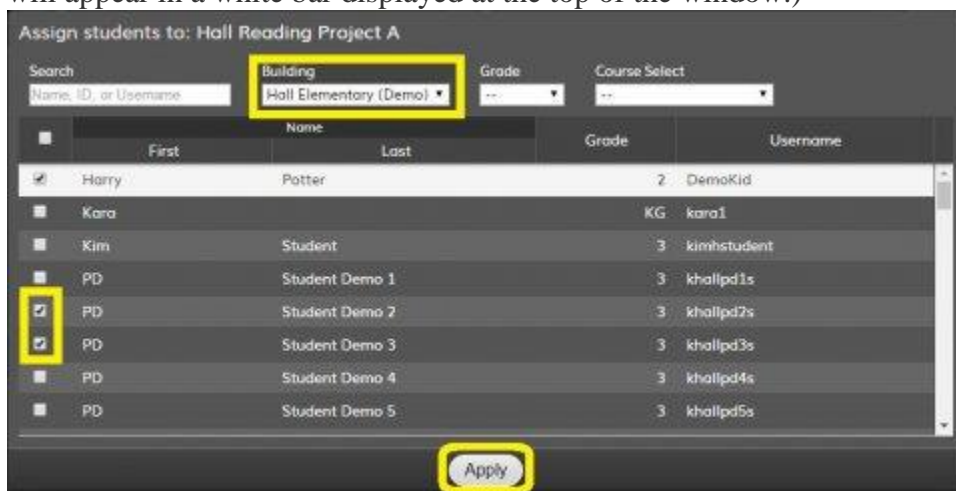 will appear in a white bar displayed at the top of the window.)
Assign students to: Hall Reading Project A
Search Building Grade Course Select
Name, ID, or Username Hall Elementary (Demo) -- --
Name
First Last Grade Username
Harry Potter 2 DemoKid
Kara KG kara1
Kim Student 3 kimhstudent
PD Student Demo 1 3 khallpd1s
PD Student Demo 2 3 khallpd2s
PD Student Demo 3 3 khallpd3s
PD Student Demo 4 3 khallpd4s
PD Student Demo 5 3 khallpd5s
Apply